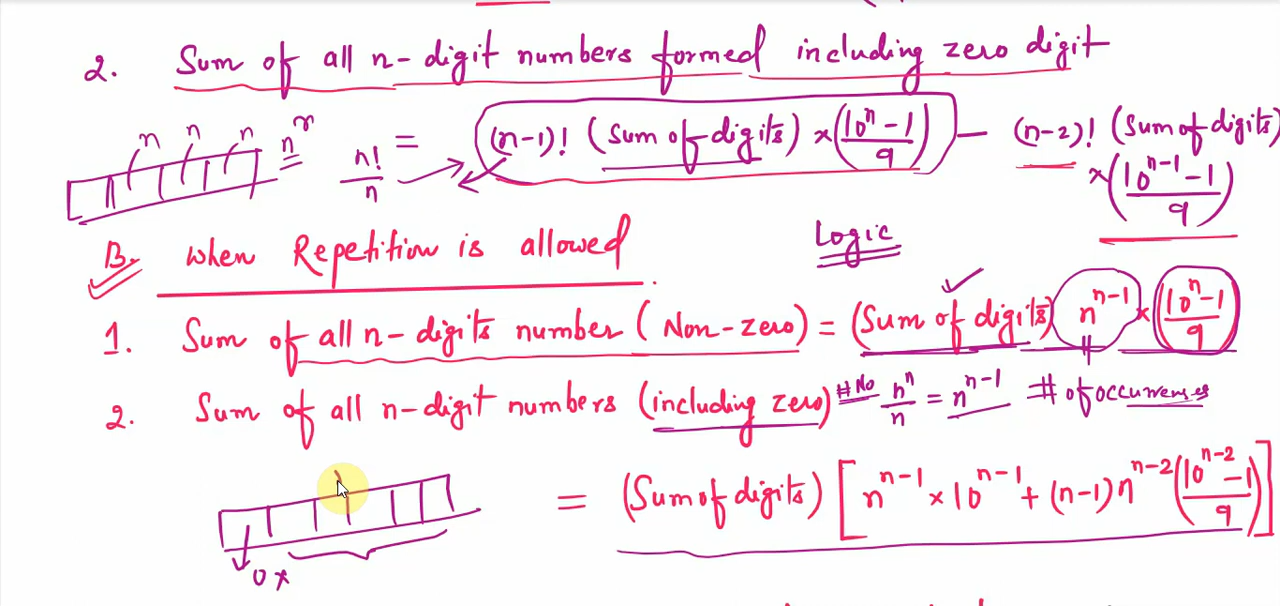 2. Sum of all n-digit numbers formed including zero digit
n n n n^r n!/n = (n-1)! (Sum of digits) × ((10^n - 1)/9) - (n-2)! (Sum of digits) × ((10^(n-1) - 1)/9)
B. When Repetition is allowed.
Logic
1. Sum of all n-digits number (Non-zero) = (Sum of digits) n^(n-1) × ((10^n - 1)/9)
2. Sum of all n-digit numbers (including zero) #No n^n/n = n^(n-1) # of occurrences
= (Sum of digits) [n^(n-1) × 10^(n-1) + (n-1) n^(n-2) ((10^(n-2) - 1)/9)]
0 ×